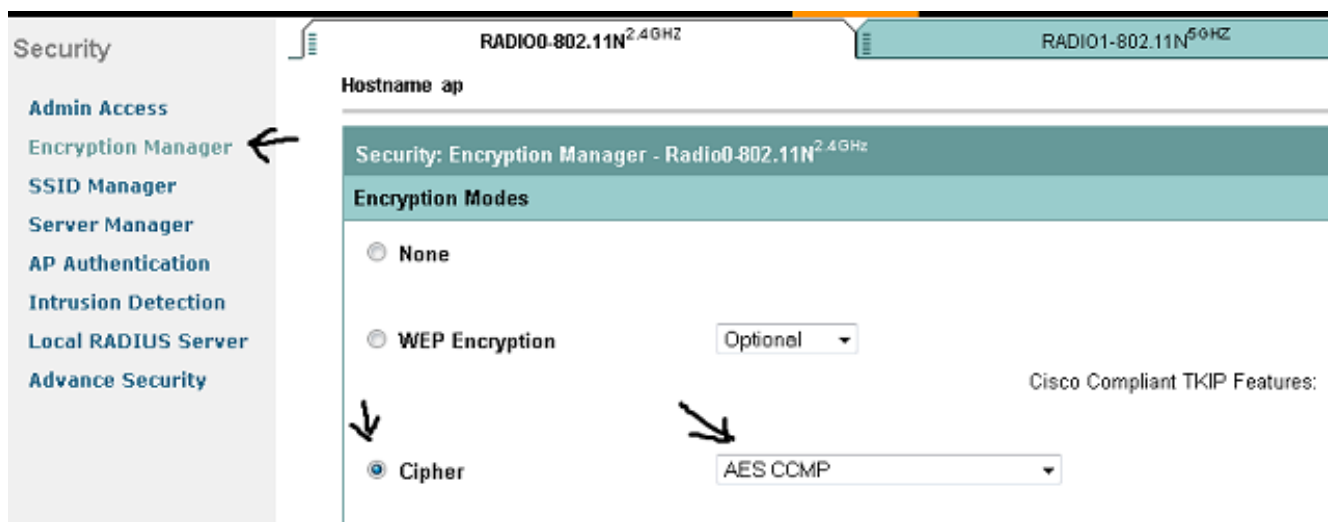 Security
RADIO0-802.11N2.4GHZ
RADIO1-802.11N5GHZ
Hostname ap
Admin Access
Encryption Manager
SSID Manager
Server Manager
AP Authentication
Intrusion Detection
Local RADIUS Server
Advance Security
Security: Encryption Manager - Radio0-802.11N2.4GHz
Encryption Modes
None
WEP Encryption Optional
Cisco Compliant TKIP Features:
Cipher AES CCMP